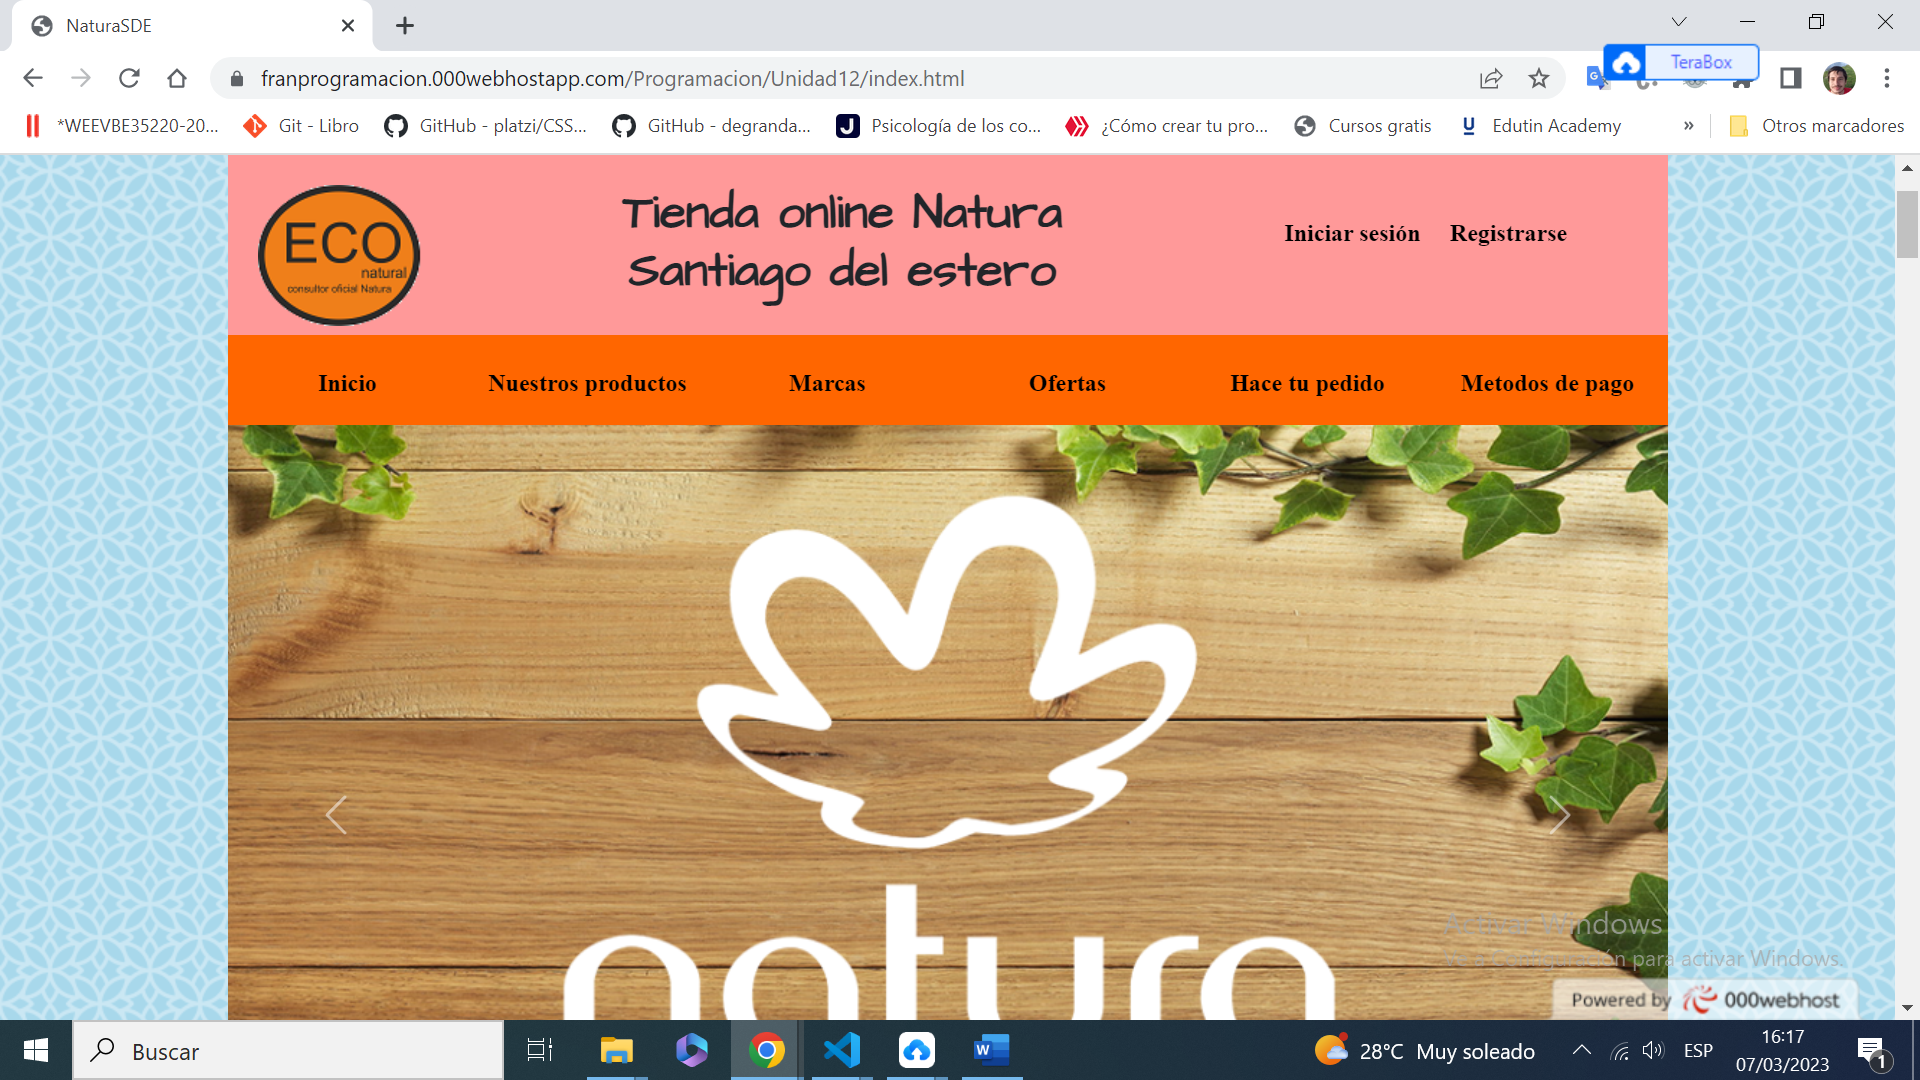 NaturaSDE
franprogramacion.000webhostapp.com/Programacion/Unidad12/index.html
TeraBox
*WEEVBE35220-20...
Git - Libro
GitHub - platzi/CSS...
GitHub - degranda...
Psicología de los co...
¿Cómo crear tu pro...
Cursos gratis
Edutin Academy
»
Otros marcadores
ECO
natural
consultor oficial Natura
Tienda online Natura
Santiago del estero
Iniciar sesión
Registrarse
Inicio
Nuestros productos
Marcas
Ofertas
Hace tu pedido
Metodos de pago
natura
Activar Windows
Ve a Configuración para activar Windows.
Powered by 000webhost
Buscar
28°C Muy soleado
ESP
16:17
07/03/2023
1